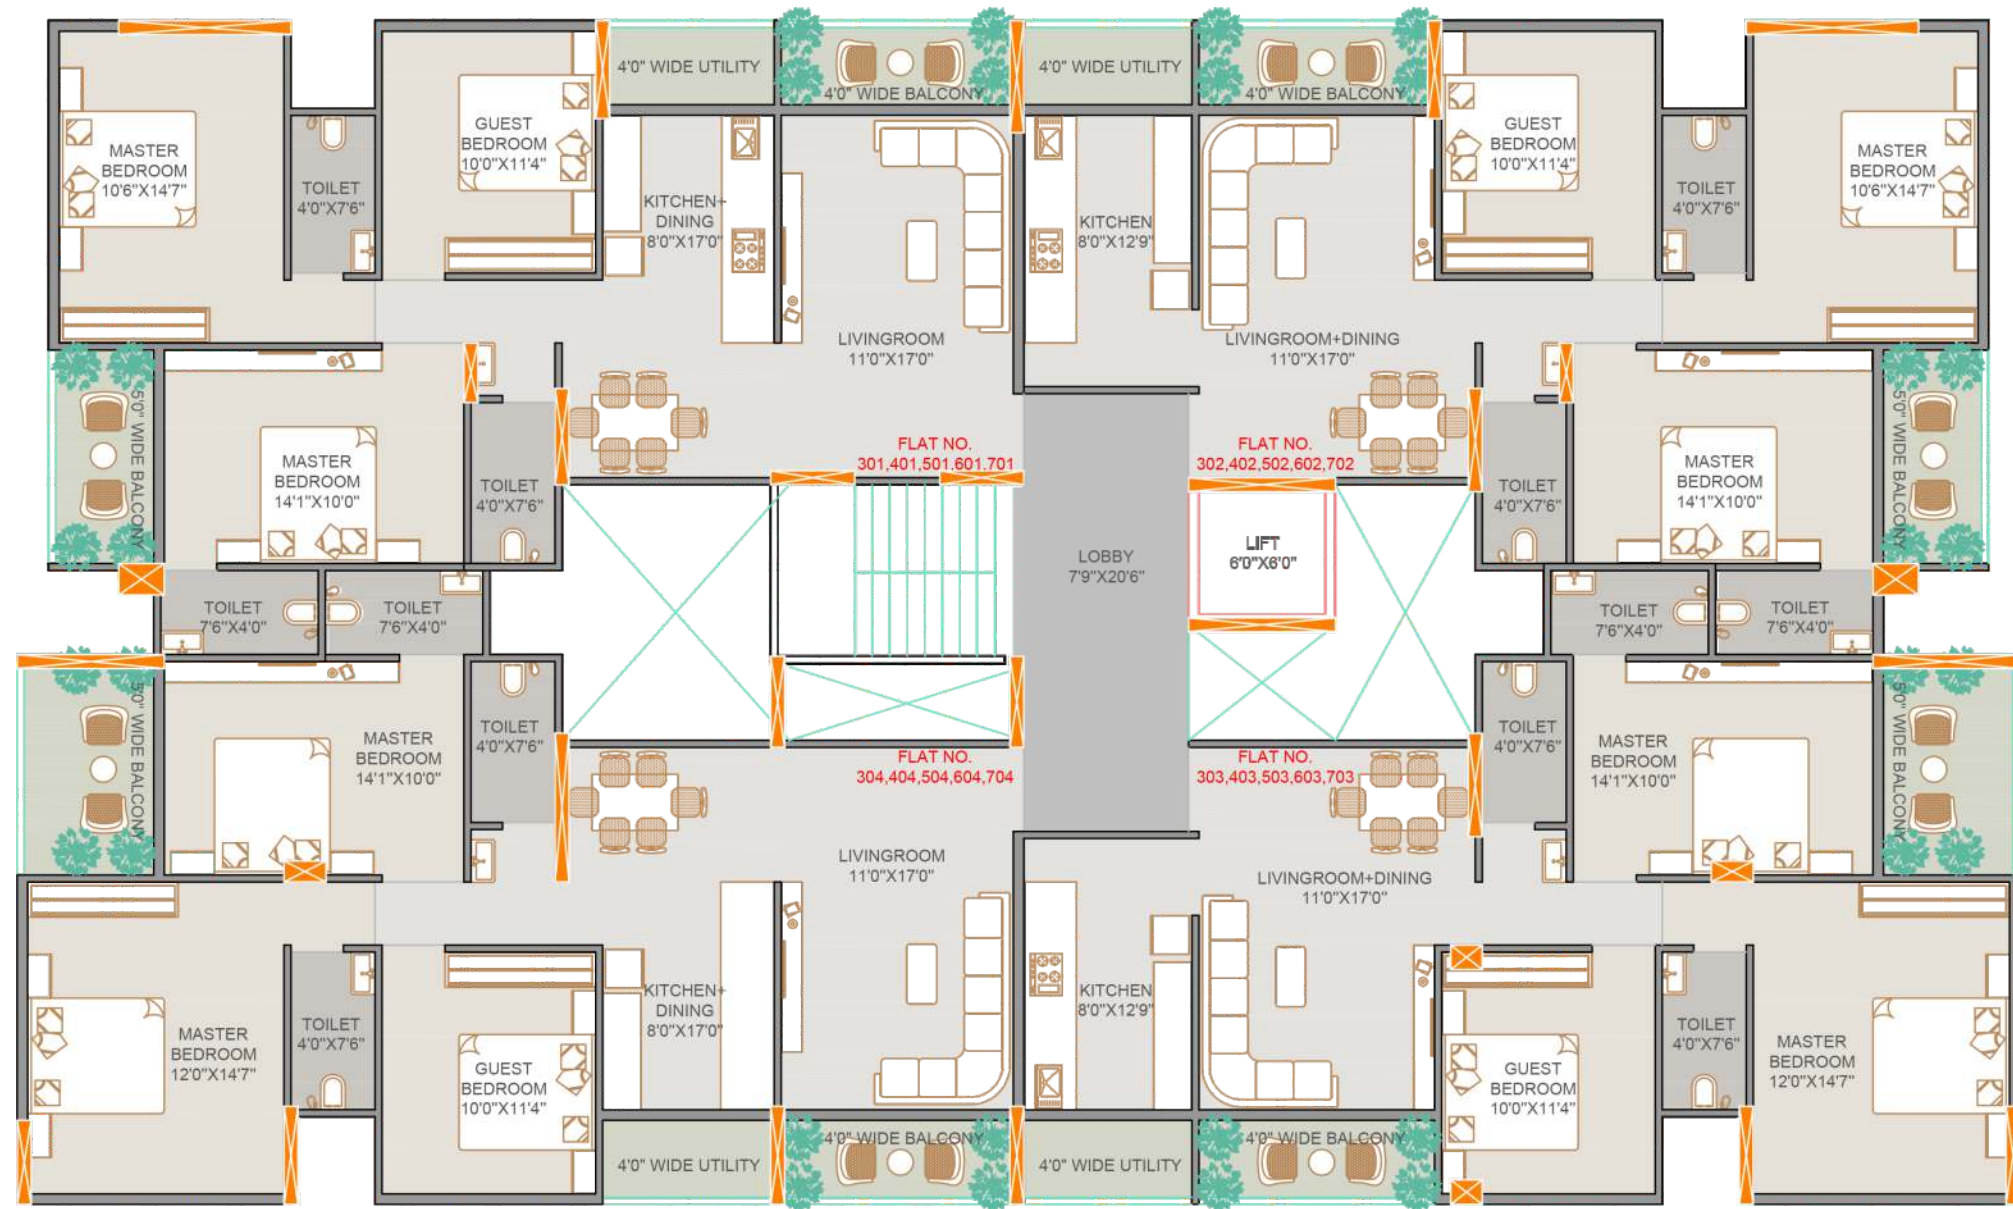 4'0" WIDE UTILITY
4'0" WIDE BALCONY
4'0" WIDE UTILITY
4'0" WIDE BALCONY
MASTER
BEDROOM
10'6"X14'7"
TOILET
4'0"X7'6"
GUEST
BEDROOM
10'0"X11'4"
KITCHEN+
DINING
8'0"X17'0"
LIVINGROOM
11'0"X17'0"
KITCHEN
8'0"X12'9"
LIVINGROOM+DINING
11'0"X17'0"
GUEST
BEDROOM
10'0"X11'4"
TOILET
4'0"X7'6"
MASTER
BEDROOM
10'6"X14'7"
5'0" WIDE BALCONY
MASTER
BEDROOM
14'1"X10'0"
TOILET
4'0"X7'6"
FLAT NO.
301,401,501,601,701
FLAT NO.
302,402,502,602,702
TOILET
4'0"X7'6"
MASTER
BEDROOM
14'1"X10'0"
5'0" WIDE BALCONY
LOBBY
7'9"X20'6"
LIFT
6'0"X6'0"
TOILET
7'6"X4'0"
TOILET
7'6"X4'0"
TOILET
7'6"X4'0"
TOILET
7'6"X4'0"
5'0" WIDE BALCONY
MASTER
BEDROOM
14'1"X10'0"
TOILET
4'0"X7'6"
FLAT NO.
304,404,504,604,704
FLAT NO.
303,403,503,603,703
TOILET
4'0"X7'6"
MASTER
BEDROOM
14'1"X10'0"
5'0" WIDE BALCONY
LIVINGROOM
11'0"X17'0"
LIVINGROOM+DINING
11'0"X17'0"
MASTER
BEDROOM
12'0"X14'7"
TOILET
4'0"X7'6"
GUEST
BEDROOM
10'0"X11'4"
KITCHEN+
DINING
8'0"X17'0"
KITCHEN
8'0"X12'9"
GUEST
BEDROOM
10'0"X11'4"
TOILET
4'0"X7'6"
MASTER
BEDROOM
12'0"X14'7"
4'0" WIDE UTILITY
4'0" WIDE BALCONY
4'0" WIDE UTILITY
4'0" WIDE BALCONY